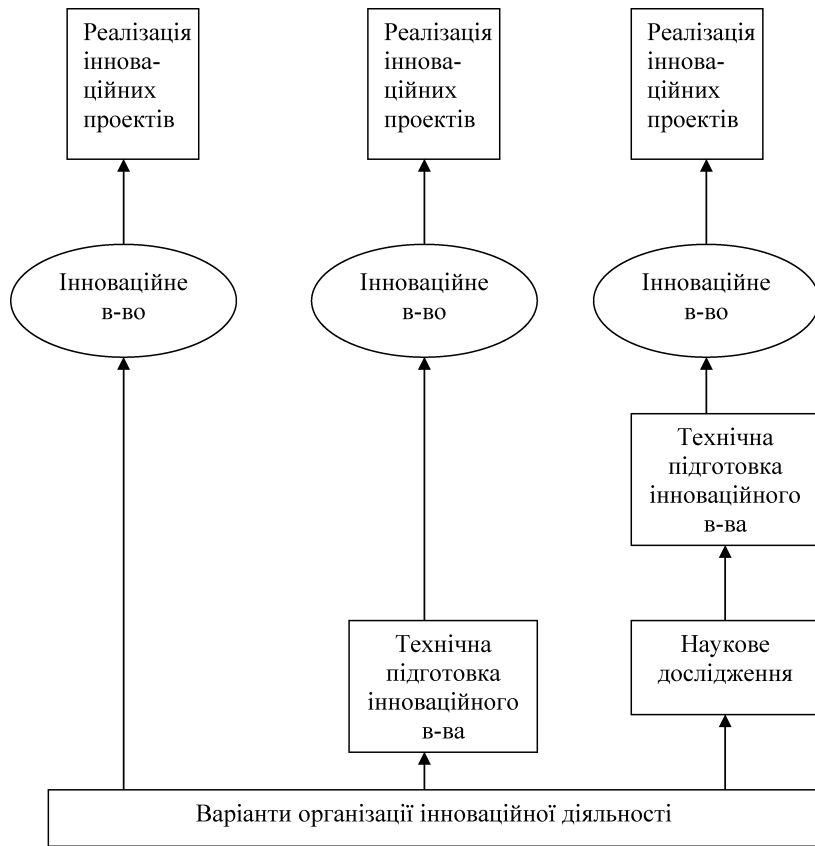 Реалізація
іннова-
ційних
проектів
Реалізація
іннова-
ційних
проектів
Реалізація
іннова-
ційних
проектів
Інноваційне
в-во
Інноваційне
в-во
Інноваційне
в-во
Технічна
підготовка
інноваційного
в-ва
Технічна
підготовка
інноваційного
в-ва
Наукове
дослідження
Варіанти організації інноваційної діяльності